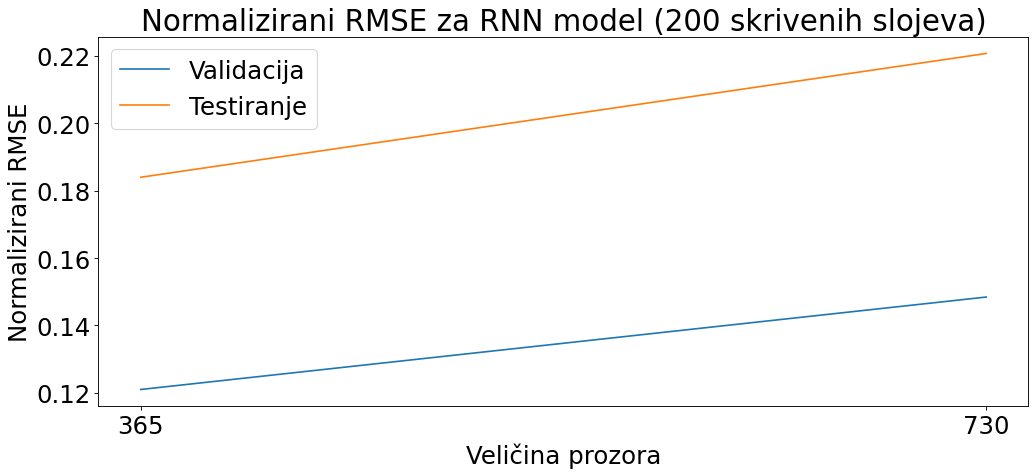 Normalizirani RMSE za RNN model (200 skrivenih slojeva)
Validacija
Testiranje
Normalizirani RMSE
0.22
0.20
0.18
0.16
0.14
0.12
365
730
Veličina prozora